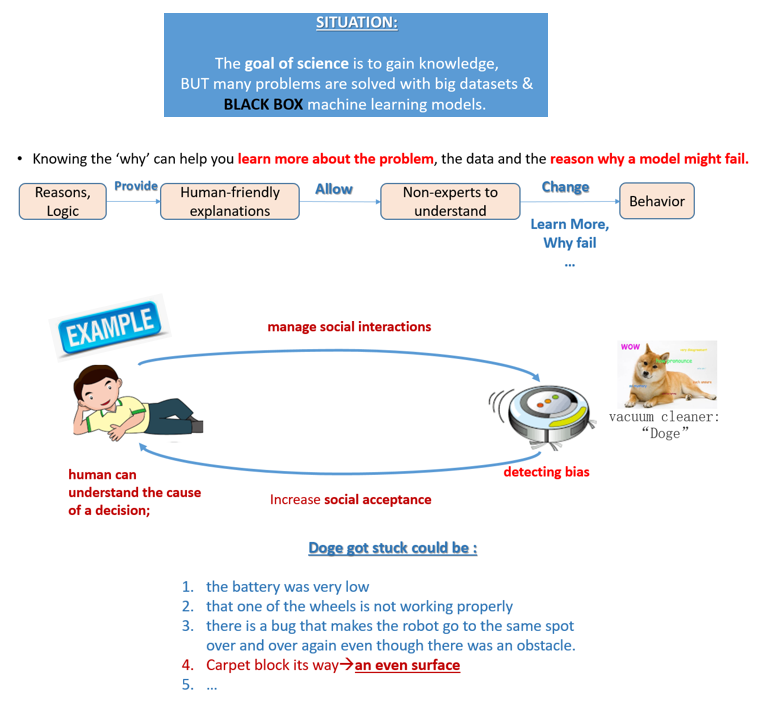 SITUATION:
The goal of science is to gain knowledge,
BUT many problems are solved with big datasets &
BLACK BOX machine learning models.
• Knowing the ‘why’ can help you learn more about the problem, the data and the reason why a model might fail.
Reasons,
Logic
Provide
Human-friendly
explanations
Allow
Non-experts to
understand
Change
Learn More,
Why fail
...
Behavior
EXAMPLE
manage social interactions
WOW
vacuum cleaner:
“Doge”
human can
understand the cause
of a decision;
detecting bias
Increase social acceptance
Doge got stuck could be :
1. the battery was very low
2. that one of the wheels is not working properly
3. there is a bug that makes the robot go to the same spot
over and over again even though there was an obstacle.
4. Carpet block its way→an even surface
5. ...